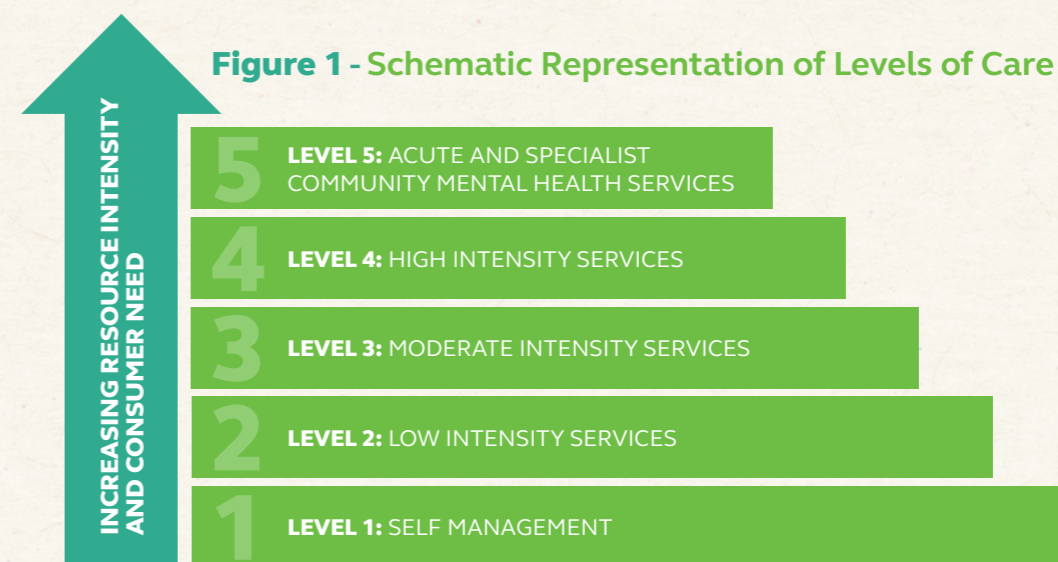 Figure 1 - Schematic Representation of Levels of Care
INCREASING RESOURCE INTENSITY
AND CONSUMER NEED
5
LEVEL 5: ACUTE AND SPECIALIST
COMMUNITY MENTAL HEALTH SERVICES
4
LEVEL 4: HIGH INTENSITY SERVICES
3
LEVEL 3: MODERATE INTENSITY SERVICES
2
LEVEL 2: LOW INTENSITY SERVICES
1
LEVEL 1: SELF MANAGEMENT